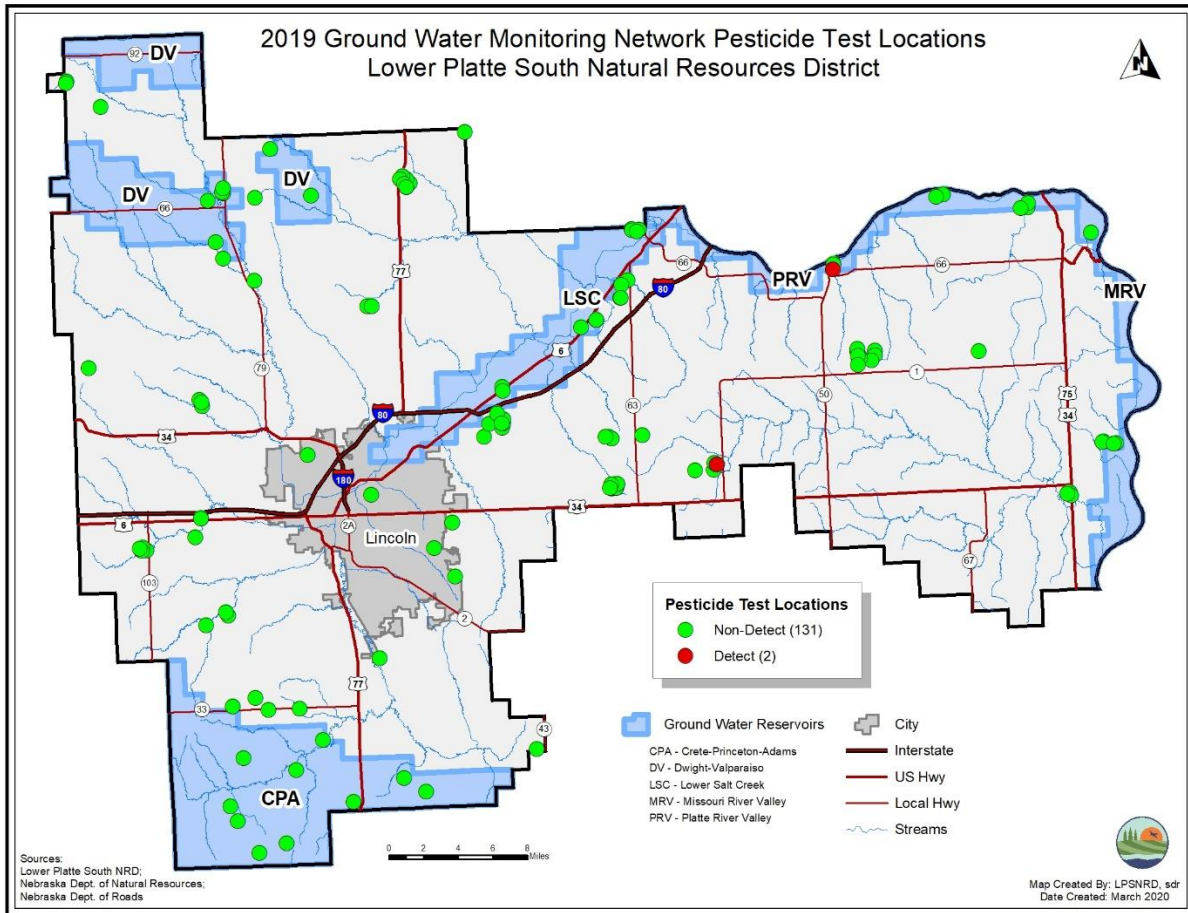 2019 Ground Water Monitoring Network Pesticide Test Locations
Lower Platte South Natural Resources District
N
92
DV
DV
DV
66
77
66
80
PRV
66
MRV
LSC
6
79
63
1
50
75
34
34
80
180
34
6
2A
Lincoln
103
67
2
77
33
43
CPA
Pesticide Test Locations
Non-Detect (131)
Detect (2)
Ground Water Reservoirs
CPA - Crete-Princeton-Adams
DV - Dwight-Valparaiso
LSC - Lower Salt Creek
MRV - Missouri River Valley
PRV - Platte River Valley
City
Interstate
US Hwy
Local Hwy
Streams
0 2 4 6 8
Miles
Sources:
Lower Platte South NRD;
Nebraska Dept. of Natural Resources;
Nebraska Dept. of Roads
Map Created By: LPSNRD, sdr
Date Created: March 2020